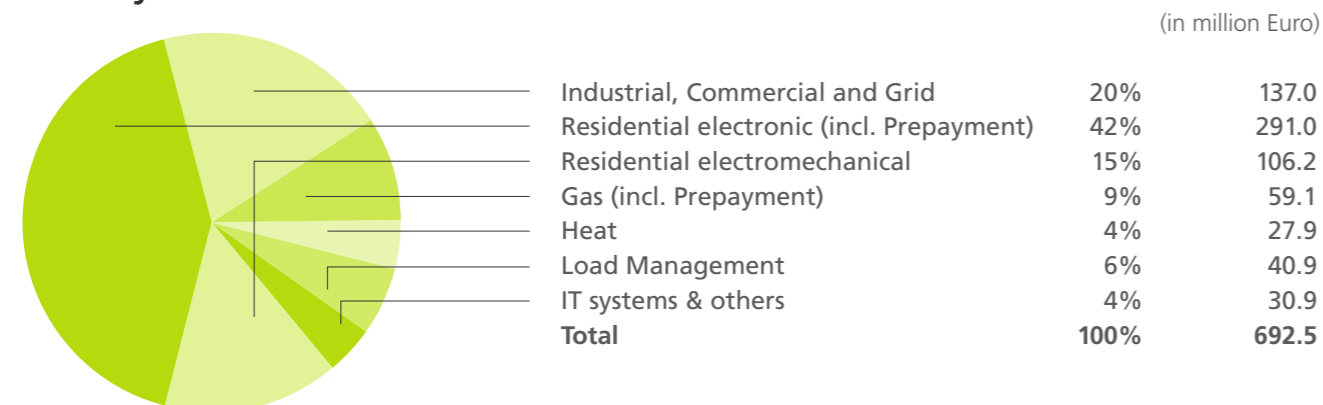 (in million Euro)
Industrial, Commercial and Grid 20% 137.0
Residential electronic (incl. Prepayment) 42% 291.0
Residential electromechanical 15% 106.2
Gas (incl. Prepayment) 9% 59.1
Heat 4% 27.9
Load Management 6% 40.9
IT systems & others 4% 30.9
Total 100% 692.5